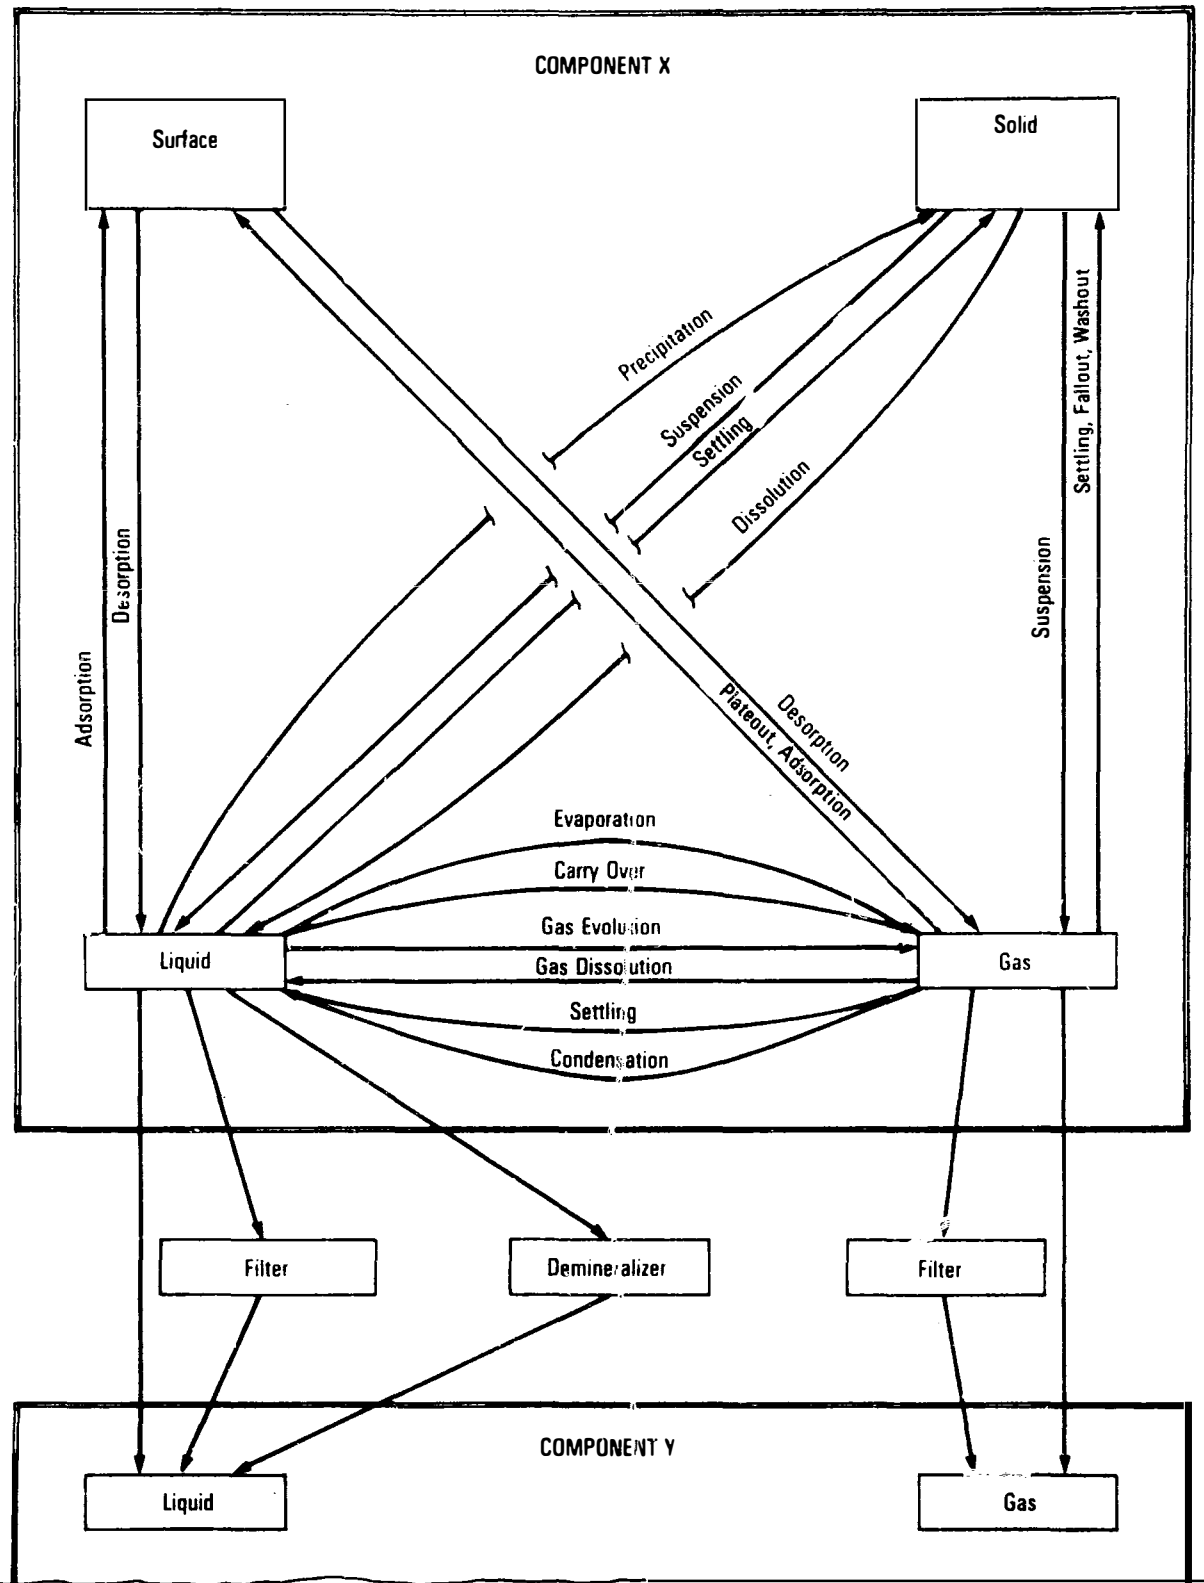 COMPONENT X
Surface
Solid
Precipitation
Suspension
Settling
Dissolution
Settling, Fallout, Washout
Suspension
Desorption
Adsorption
Desorption
Plateout, Adsorption
Evaporation
Carry Over
Gas Evolution
Gas Dissolution
Settling
Condensation
Liquid
Gas
Filter
Demineralizer
Filter
COMPONENT Y
Liquid
Gas